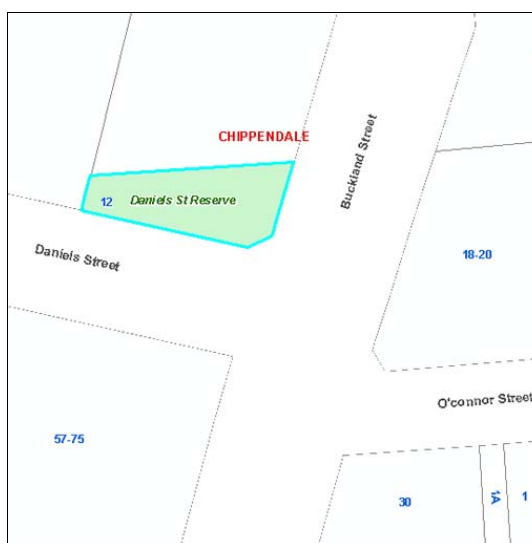 CHIPPENDALE
Buckland Street
12
Daniels St Reserve
Daniels Street
18-20
O'connor Street
57-75
30
1A
1